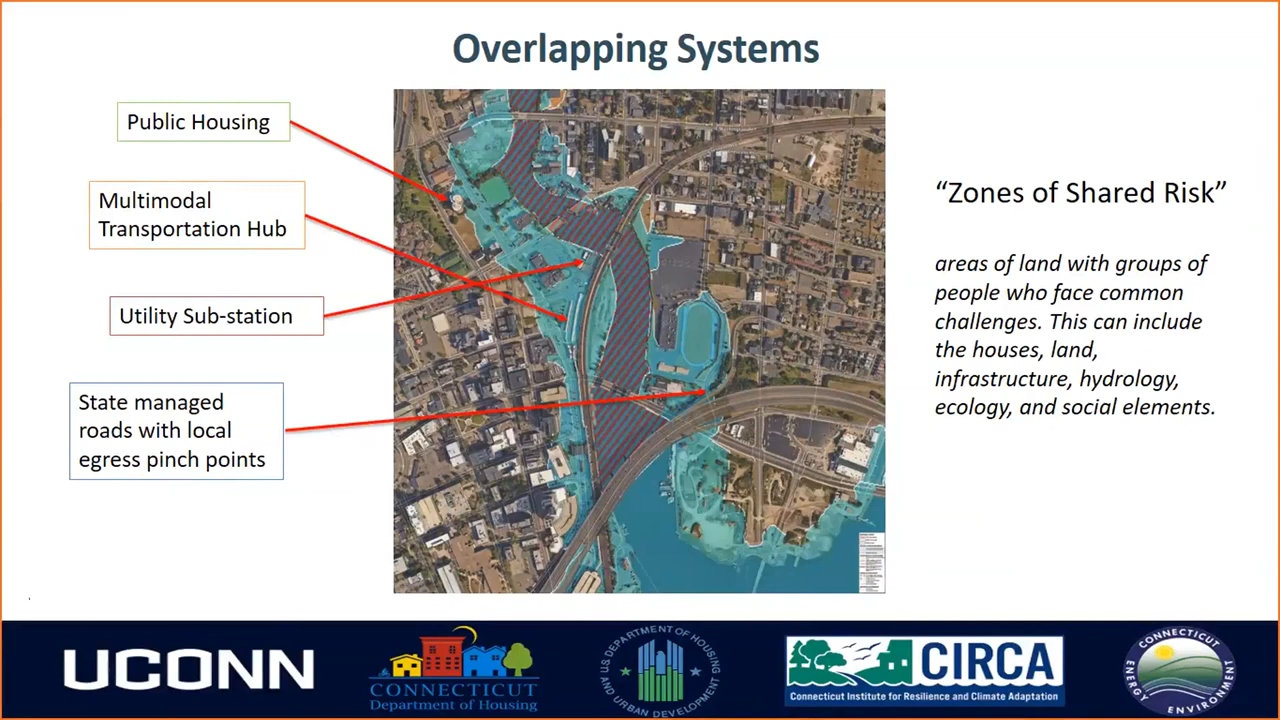 Overlapping Systems
Public Housing
Multimodal
Transportation Hub
Utility Sub-station
State managed
roads with local
egress pinch points
“Zones of Shared Risk”
areas of land with groups of
people who face common
challenges. This can include
the houses, land,
infrastructure, hydrology,
ecology, and social elements.
UCONN
CONNECTICUT
Department of Housing
U.S. DEPARTMENT OF HOUSING
AND URBAN DEVELOPMENT
CIRCA
Connecticut Institute for Resilience and Climate Adaptation
CONNECTICUT
ENERGY
ENVIRONMENT